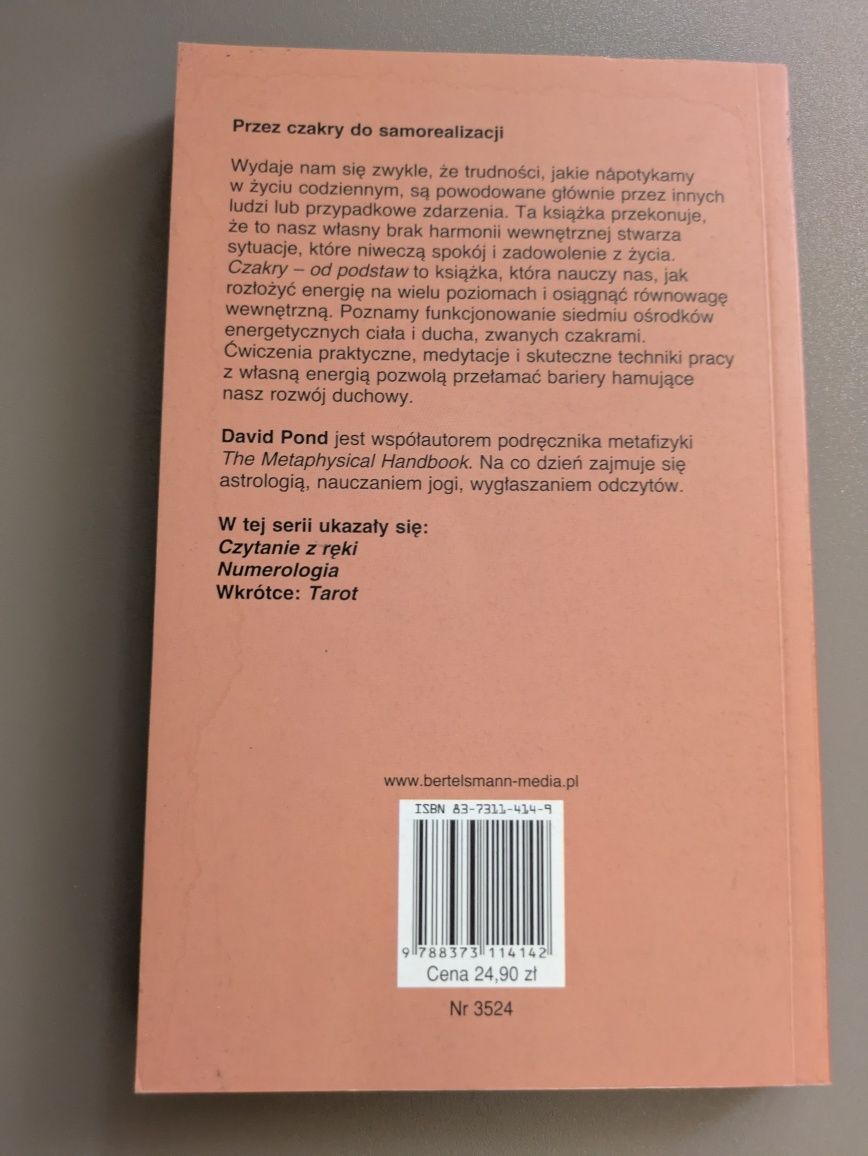 Przez czakry do samorealizacji
Wydaje nam się zwykle, że trudności, jakie napotykamy
w życiu codziennym, są powodowane głównie przez innych
ludzi lub przypadkowe zdarzenia. Ta książka przekonuje,
że to nasz własny brak harmonii wewnętrznej stwarza
sytuacje, które niweczą spokój i zadowolenie z życia.
Czakry – od podstaw to książka, która nauczy nas, jak
rozłożyć energię na wielu poziomach i osiągnąć równowagę
wewnętrzną. Poznamy funkcjonowanie siedmiu ośrodków
energetycznych ciała i ducha, zwanych czakrami.
Ćwiczenia praktyczne, medytacje i skuteczne techniki pracy
z własną energią pozwolą przełamać bariery hamujące
nasz rozwój duchowy.
David Pond jest współautorem podręcznika metafizyki
The Metaphysical Handbook. Na co dzień zajmuje się
astrologią, nauczaniem jogi, wygłaszaniem odczytów.
W tej serii ukazały się:
Czytanie z ręki
Numerologia
Wkrótce: Tarot
www.bertelsmann-media.pl
ISBN 83-7311-414-9
9 788373 114142
Cena 24,90 zł
Nr 3524